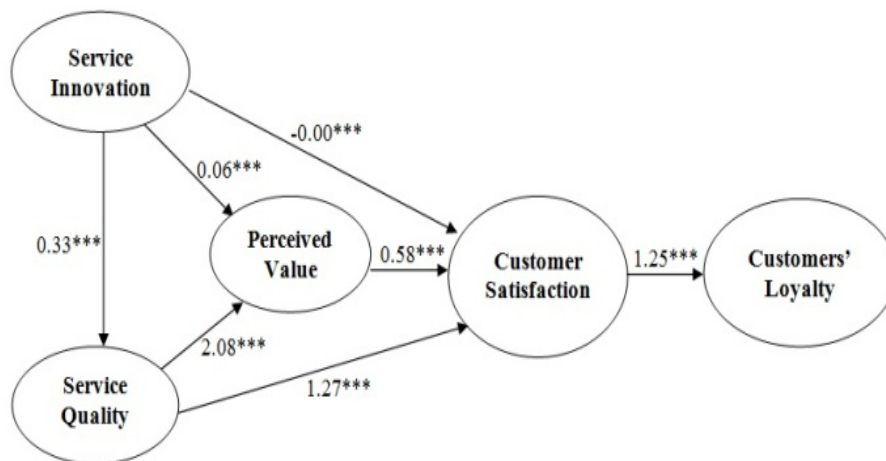 Service
Innovation
-0.00***
0.06***
0.33***
Perceived
Value
0.58***
Customer
Satisfaction
1.25***
Customers’
Loyalty
2.08***
Service
Quality
1.27***